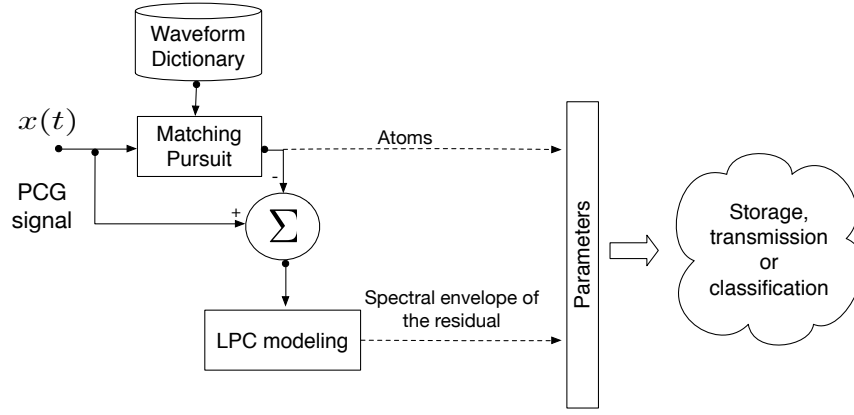 Waveform
Dictionary
x(t)
Matching
Pursuit
Atoms
-
PCG
signal
+
Σ
Storage,
transmission
or
classification
Parameters
Spectral envelope of
the residual
LPC modeling